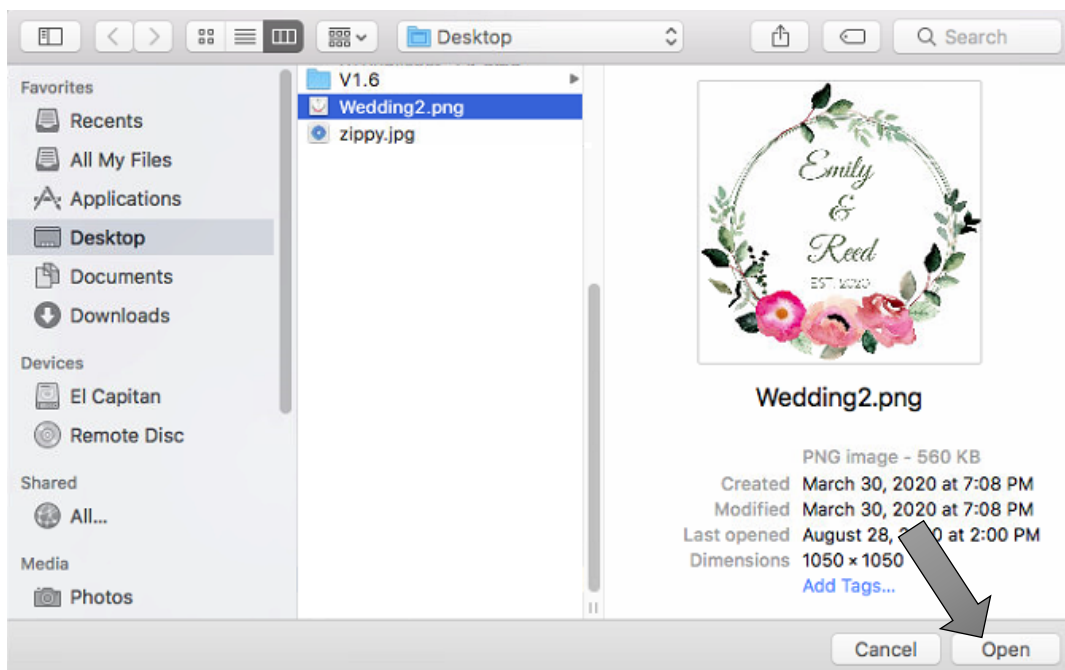 Desktop
Search
Favorites
Recents
All My Files
Applications
Desktop
Documents
Downloads
Devices
El Capitan
Remote Disc
Shared
All...
Media
Photos
V1.6
Wedding2.png
zippy.jpg
Emily
&
Reed
EST. 2020
Wedding2.png
PNG image - 560 KB
Created March 30, 2020 at 7:08 PM
Modified March 30, 2020 at 7:08 PM
Last opened August 28, at 2:00 PM
Dimensions 1050 × 1050
Add Tags...
Cancel
Open